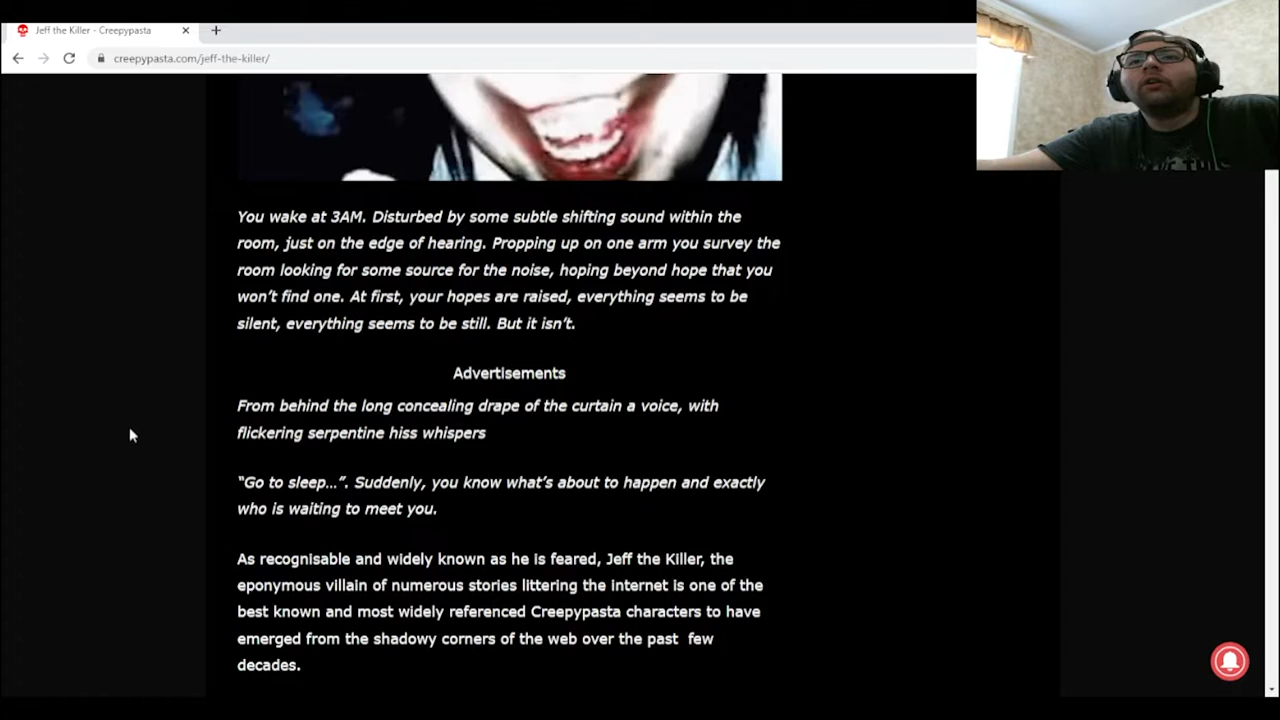 Jeff the Killer - Creepypasta
creepypasta.com/jeff-the-killer/
You wake at 3AM. Disturbed by some subtle shifting sound within the
room, just on the edge of hearing. Propping up on one arm you survey the
room looking for some source for the noise, hoping beyond hope that you
won't find one. At first, your hopes are raised, everything seems to be
silent, everything seems to be still. But it isn't.
Advertisements
From behind the long concealing drape of the curtain a voice, with
flickering serpentine hiss whispers
“Go to sleep…”. Suddenly, you know what's about to happen and exactly
who is waiting to meet you.
As recognisable and widely known as he is feared, Jeff the Killer, the
eponymous villain of numerous stories littering the internet is one of the
best known and most widely referenced Creepypasta characters to have
emerged from the shadowy corners of the web over the past few
decades.